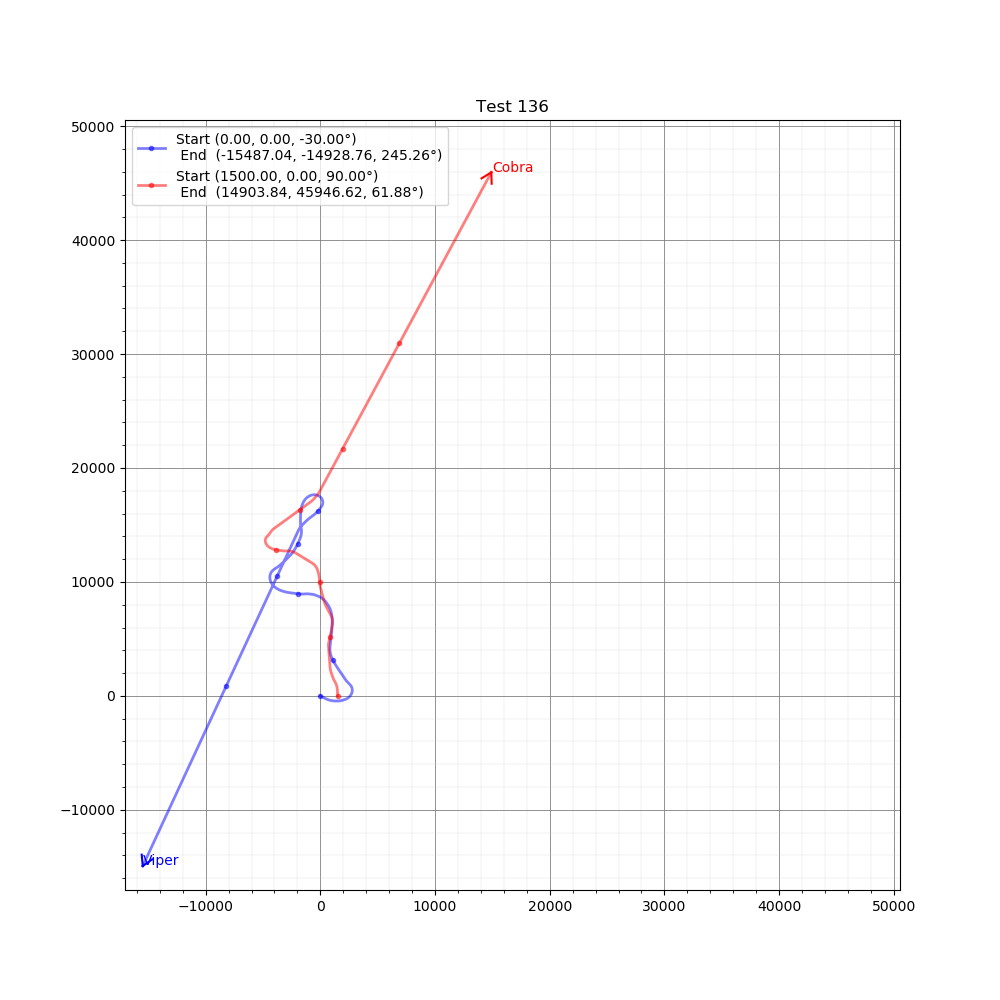 Test 136
Start (0.00, 0.00, -30.00°)
End (-15487.04, -14928.76, 245.26°)
Start (1500.00, 0.00, 90.00°)
End (14903.84, 45946.62, 61.88°)
Cobra
Viper
50000
40000
30000
20000
10000
0
−10000
−10000 0 10000 20000 30000 40000 50000